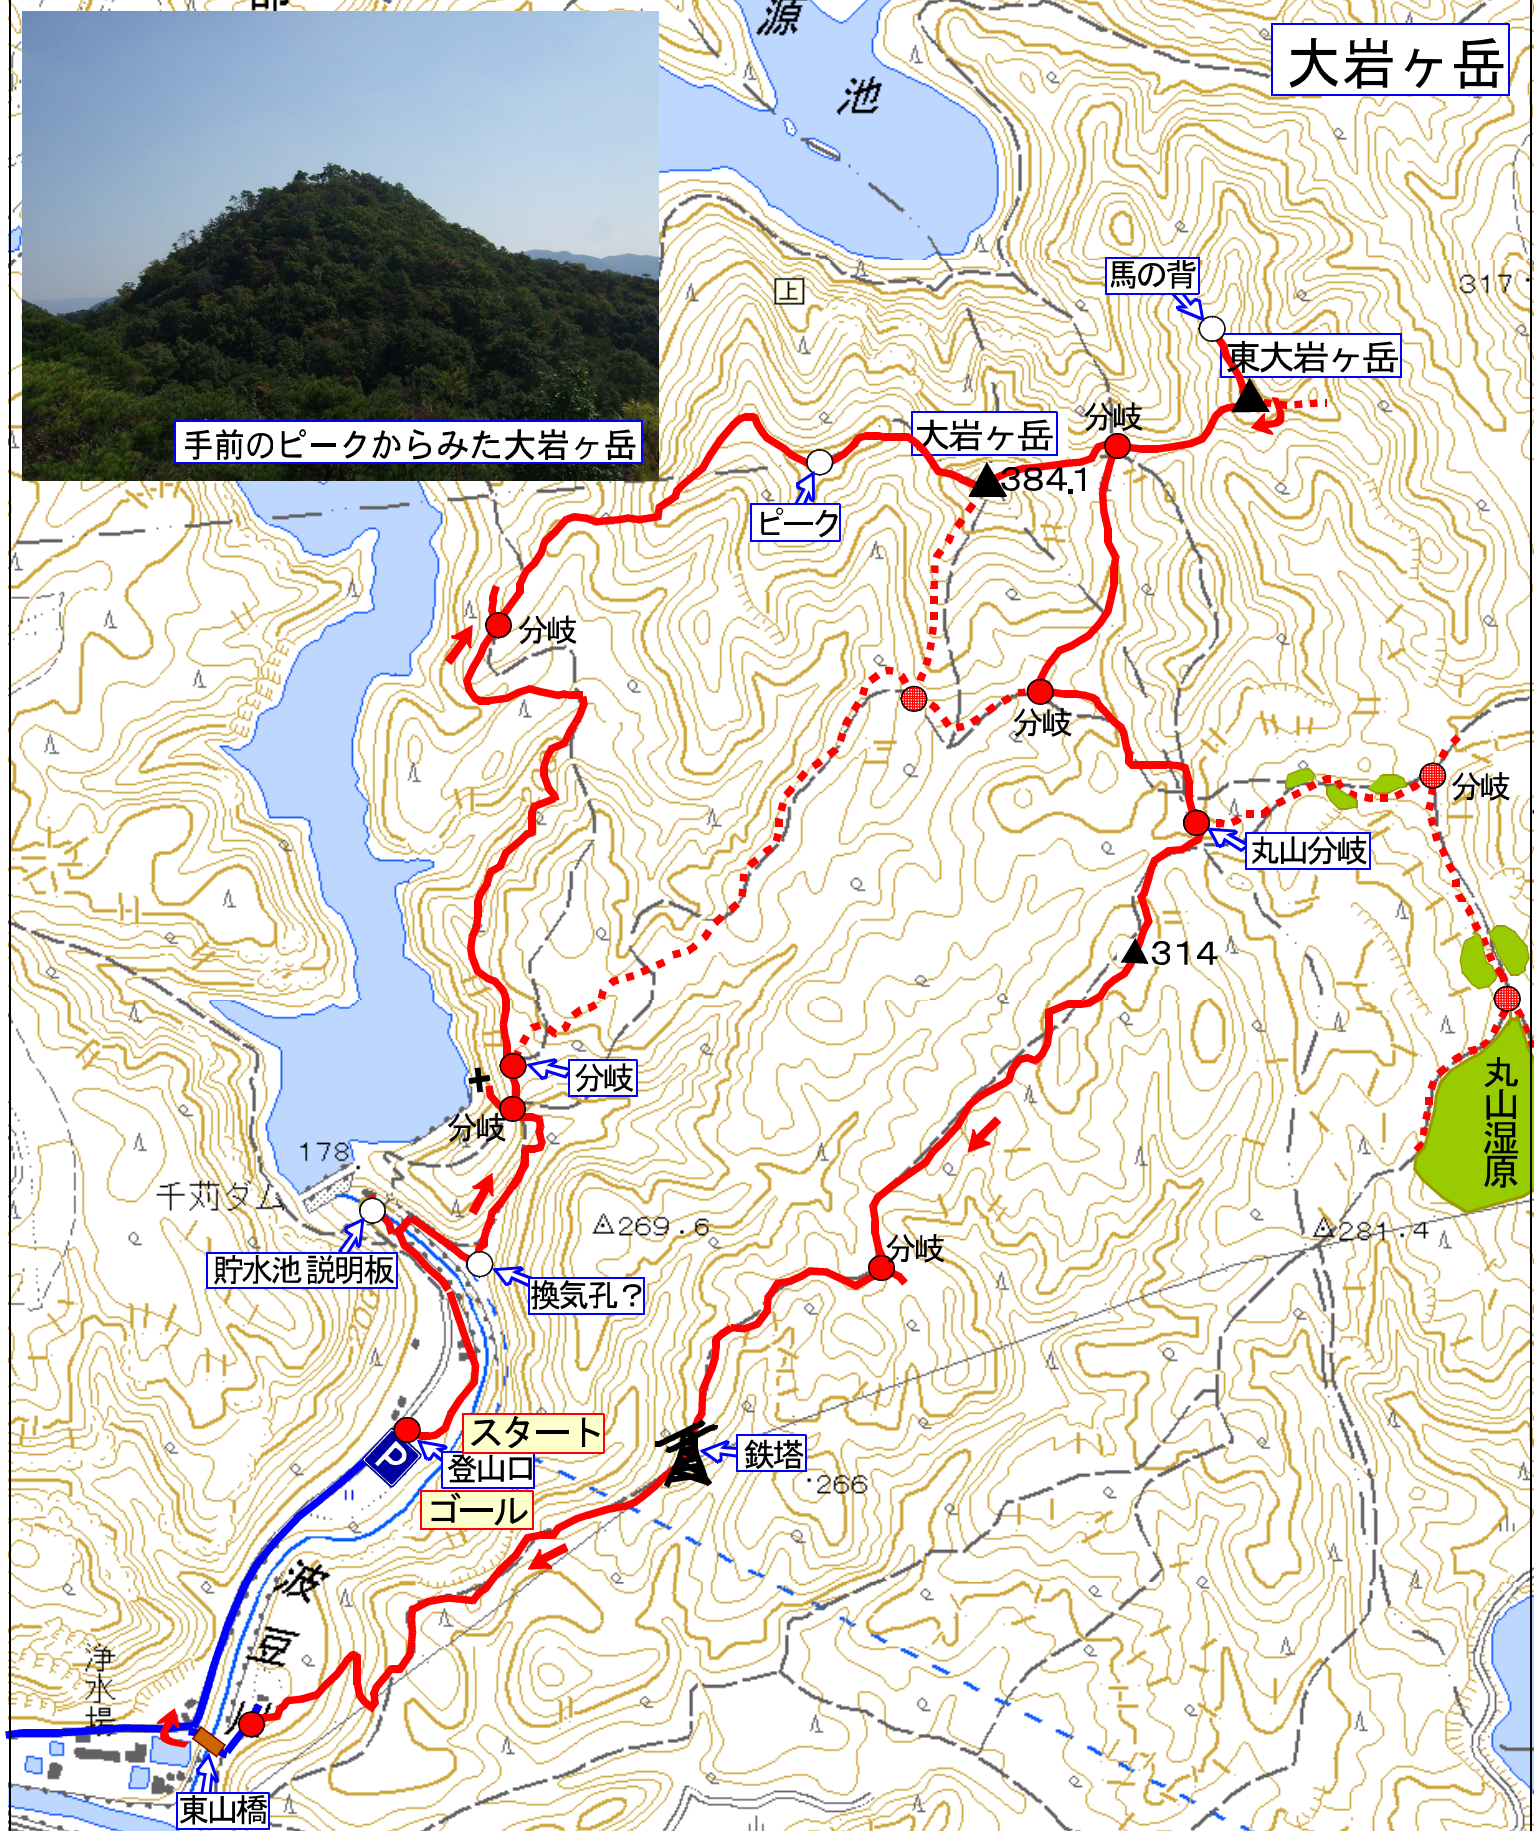 大岩ヶ岳
源
池
手前のピークからみた大岩ヶ岳
上
馬の背
317
東大岩ヶ岳
分岐
大岩ヶ岳
384.1
ピーク
分岐
分岐
分岐
丸山分岐
314
分岐
分岐
丸山湿原
178
千苅ダム
269.6
281.4
貯水池 説明板
換気孔?
分岐
スタート
P
登山口
ゴール
鉄塔
266
波
豆
川
浄水場
東山橋